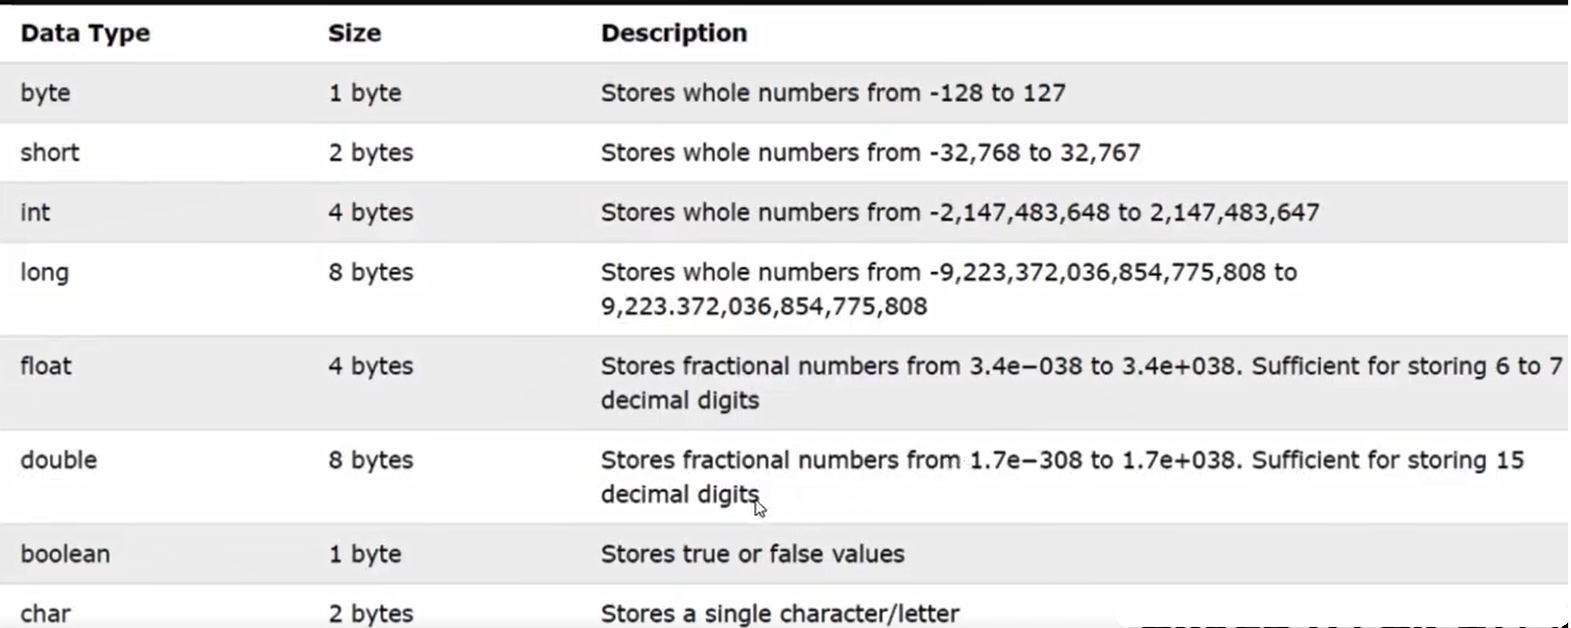 Data Type Size Description
byte 1 byte Stores whole numbers from -128 to 127
short 2 bytes Stores whole numbers from -32,768 to 32,767
int 4 bytes Stores whole numbers from -2,147,483,648 to 2,147,483,647
long 8 bytes Stores whole numbers from -9,223,372,036,854,775,808 to
9,223.372,036,854,775,808
float 4 bytes Stores fractional numbers from 3.4e−038 to 3.4e+038. Sufficient for storing 6 to 7
decimal digits
double 8 bytes Stores fractional numbers from 1.7e−308 to 1.7e+038. Sufficient for storing 15
decimal digits
boolean 1 byte Stores true or false values
char 2 bytes Stores a single character/letter